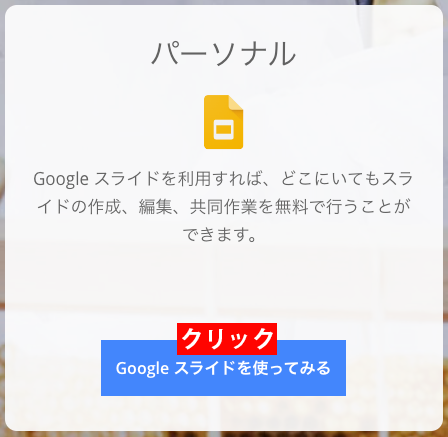 パーソナル
Google スライドを利用すれば、どこにいてもスラ
イドの作成、編集、共同作業を無料で行うことが
できます。
クリック
Google スライドを使ってみる